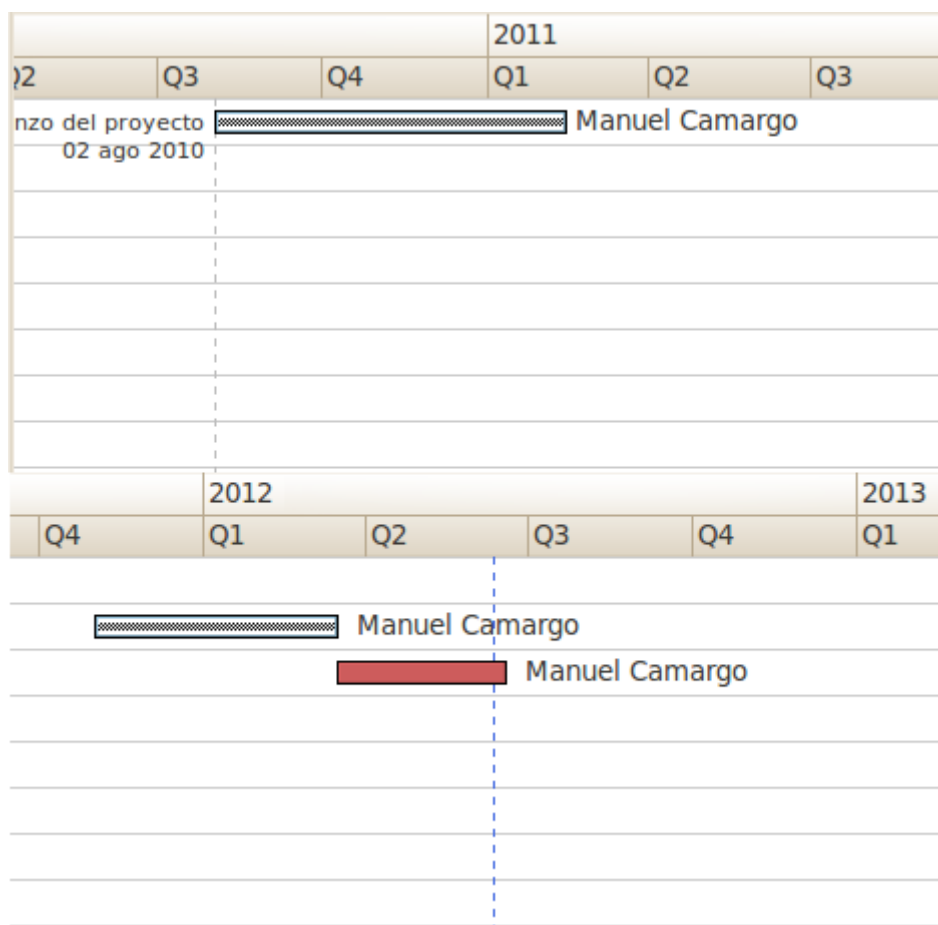 2011
Q2 Q3 Q4 Q1 Q2 Q3
nzo del proyecto Manuel Camargo
02 ago 2010
2012 2013
Q4 Q1 Q2 Q3 Q4 Q1
Manuel Camargo
Manuel Camargo